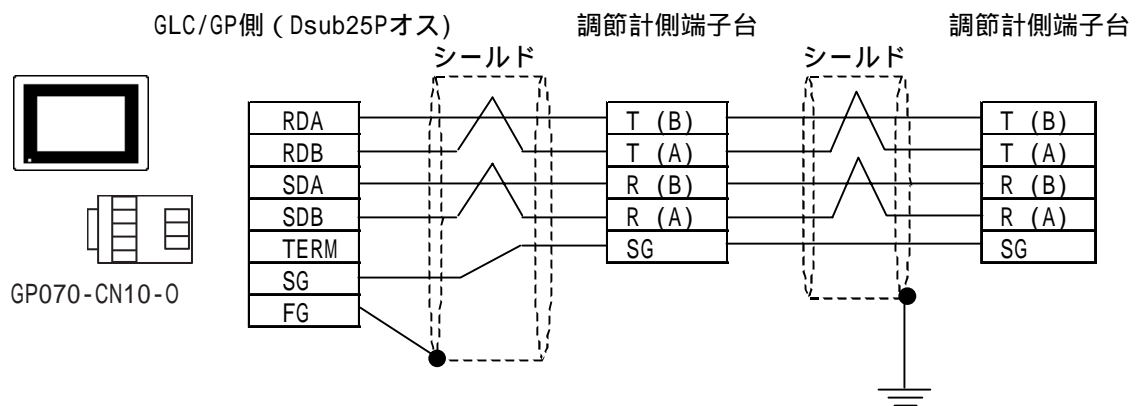 GLC/GP側（Dsub25Pオス)
調節計側端子台
調節計側端子台
シールド
シールド
RDA
RDB
SDA
SDB
TERM
SG
FG
T (B)
T (A)
R (B)
R (A)
SG
T (B)
T (A)
R (B)
R (A)
SG
GP070-CN10-O